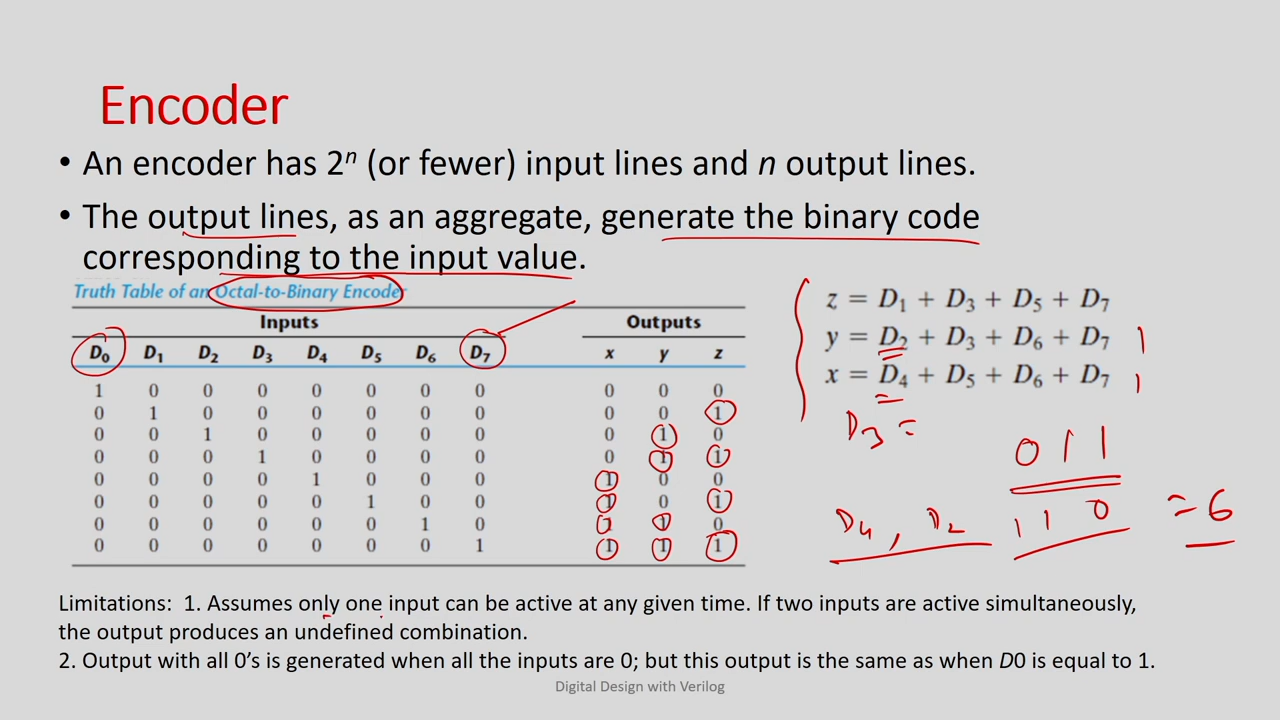 Encoder
• An encoder has 2ⁿ (or fewer) input lines and n output lines.
• The output lines, as an aggregate, generate the binary code
corresponding to the input value.
Truth Table of an Octal-to-Binary Encoder
Inputs Outputs
D₀ D₁ D₂ D₃ D₄ D₅ D₆ D₇ x y z
1 0 0 0 0 0 0 0 0 0 0
0 1 0 0 0 0 0 0 0 0 1
0 0 1 0 0 0 0 0 0 1 0
0 0 0 1 0 0 0 0 0 1 1
0 0 0 0 1 0 0 0 1 0 0
0 0 0 0 0 1 0 0 1 0 1
0 0 0 0 0 0 1 0 1 1 0
0 0 0 0 0 0 0 1 1 1 1
z = D₁ + D₃ + D₅ + D₇
y = D₂ + D₃ + D₆ + D₇ 1
x = D₄ + D₅ + D₆ + D₇ 1
D₃ =
0 1 1
D₄ , D₂ 1 1 0 = 6
Limitations: 1. Assumes only one input can be active at any given time. If two inputs are active simultaneously,
the output produces an undefined combination.
2. Output with all 0’s is generated when all the inputs are 0; but this output is the same as when D0 is equal to 1.
Digital Design with Verilog